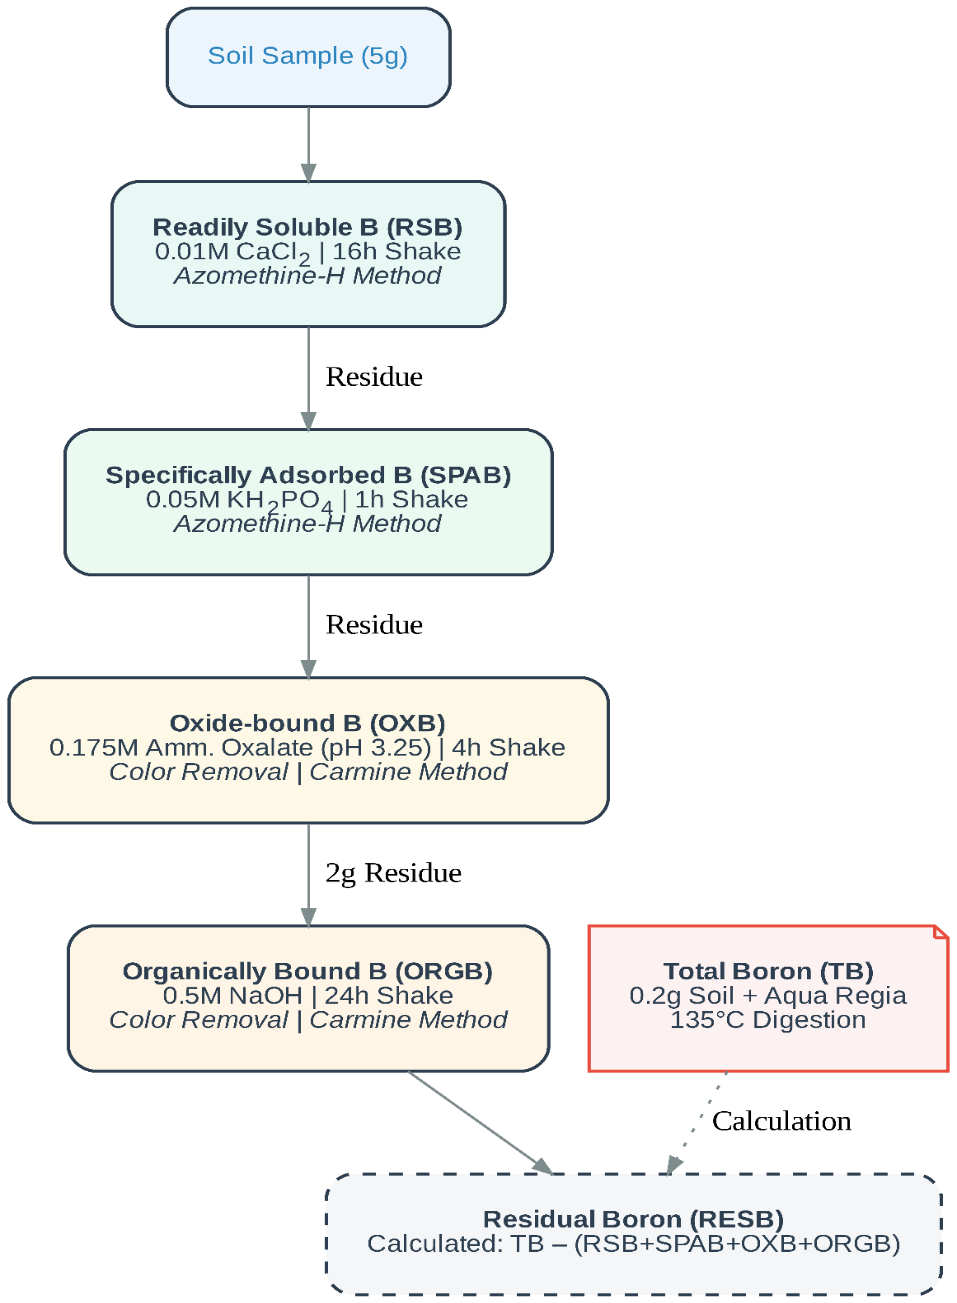 Soil Sample (5g)
Readily Soluble B (RSB)
0.01M CaCl₂ | 16h Shake
Azomethine-H Method
Residue
Specifically Adsorbed B (SPAB)
0.05M KH₂PO₄ | 1h Shake
Azomethine-H Method
Residue
Oxide-bound B (OXB)
0.175M Amm. Oxalate (pH 3.25) | 4h Shake
Color Removal | Carmine Method
2g Residue
Organically Bound B (ORGB)
0.5M NaOH | 24h Shake
Color Removal | Carmine Method
Total Boron (TB)
0.2g Soil + Aqua Regia
135°C Digestion
Calculation
Residual Boron (RESB)
Calculated: TB – (RSB+SPAB+OXB+ORGB)